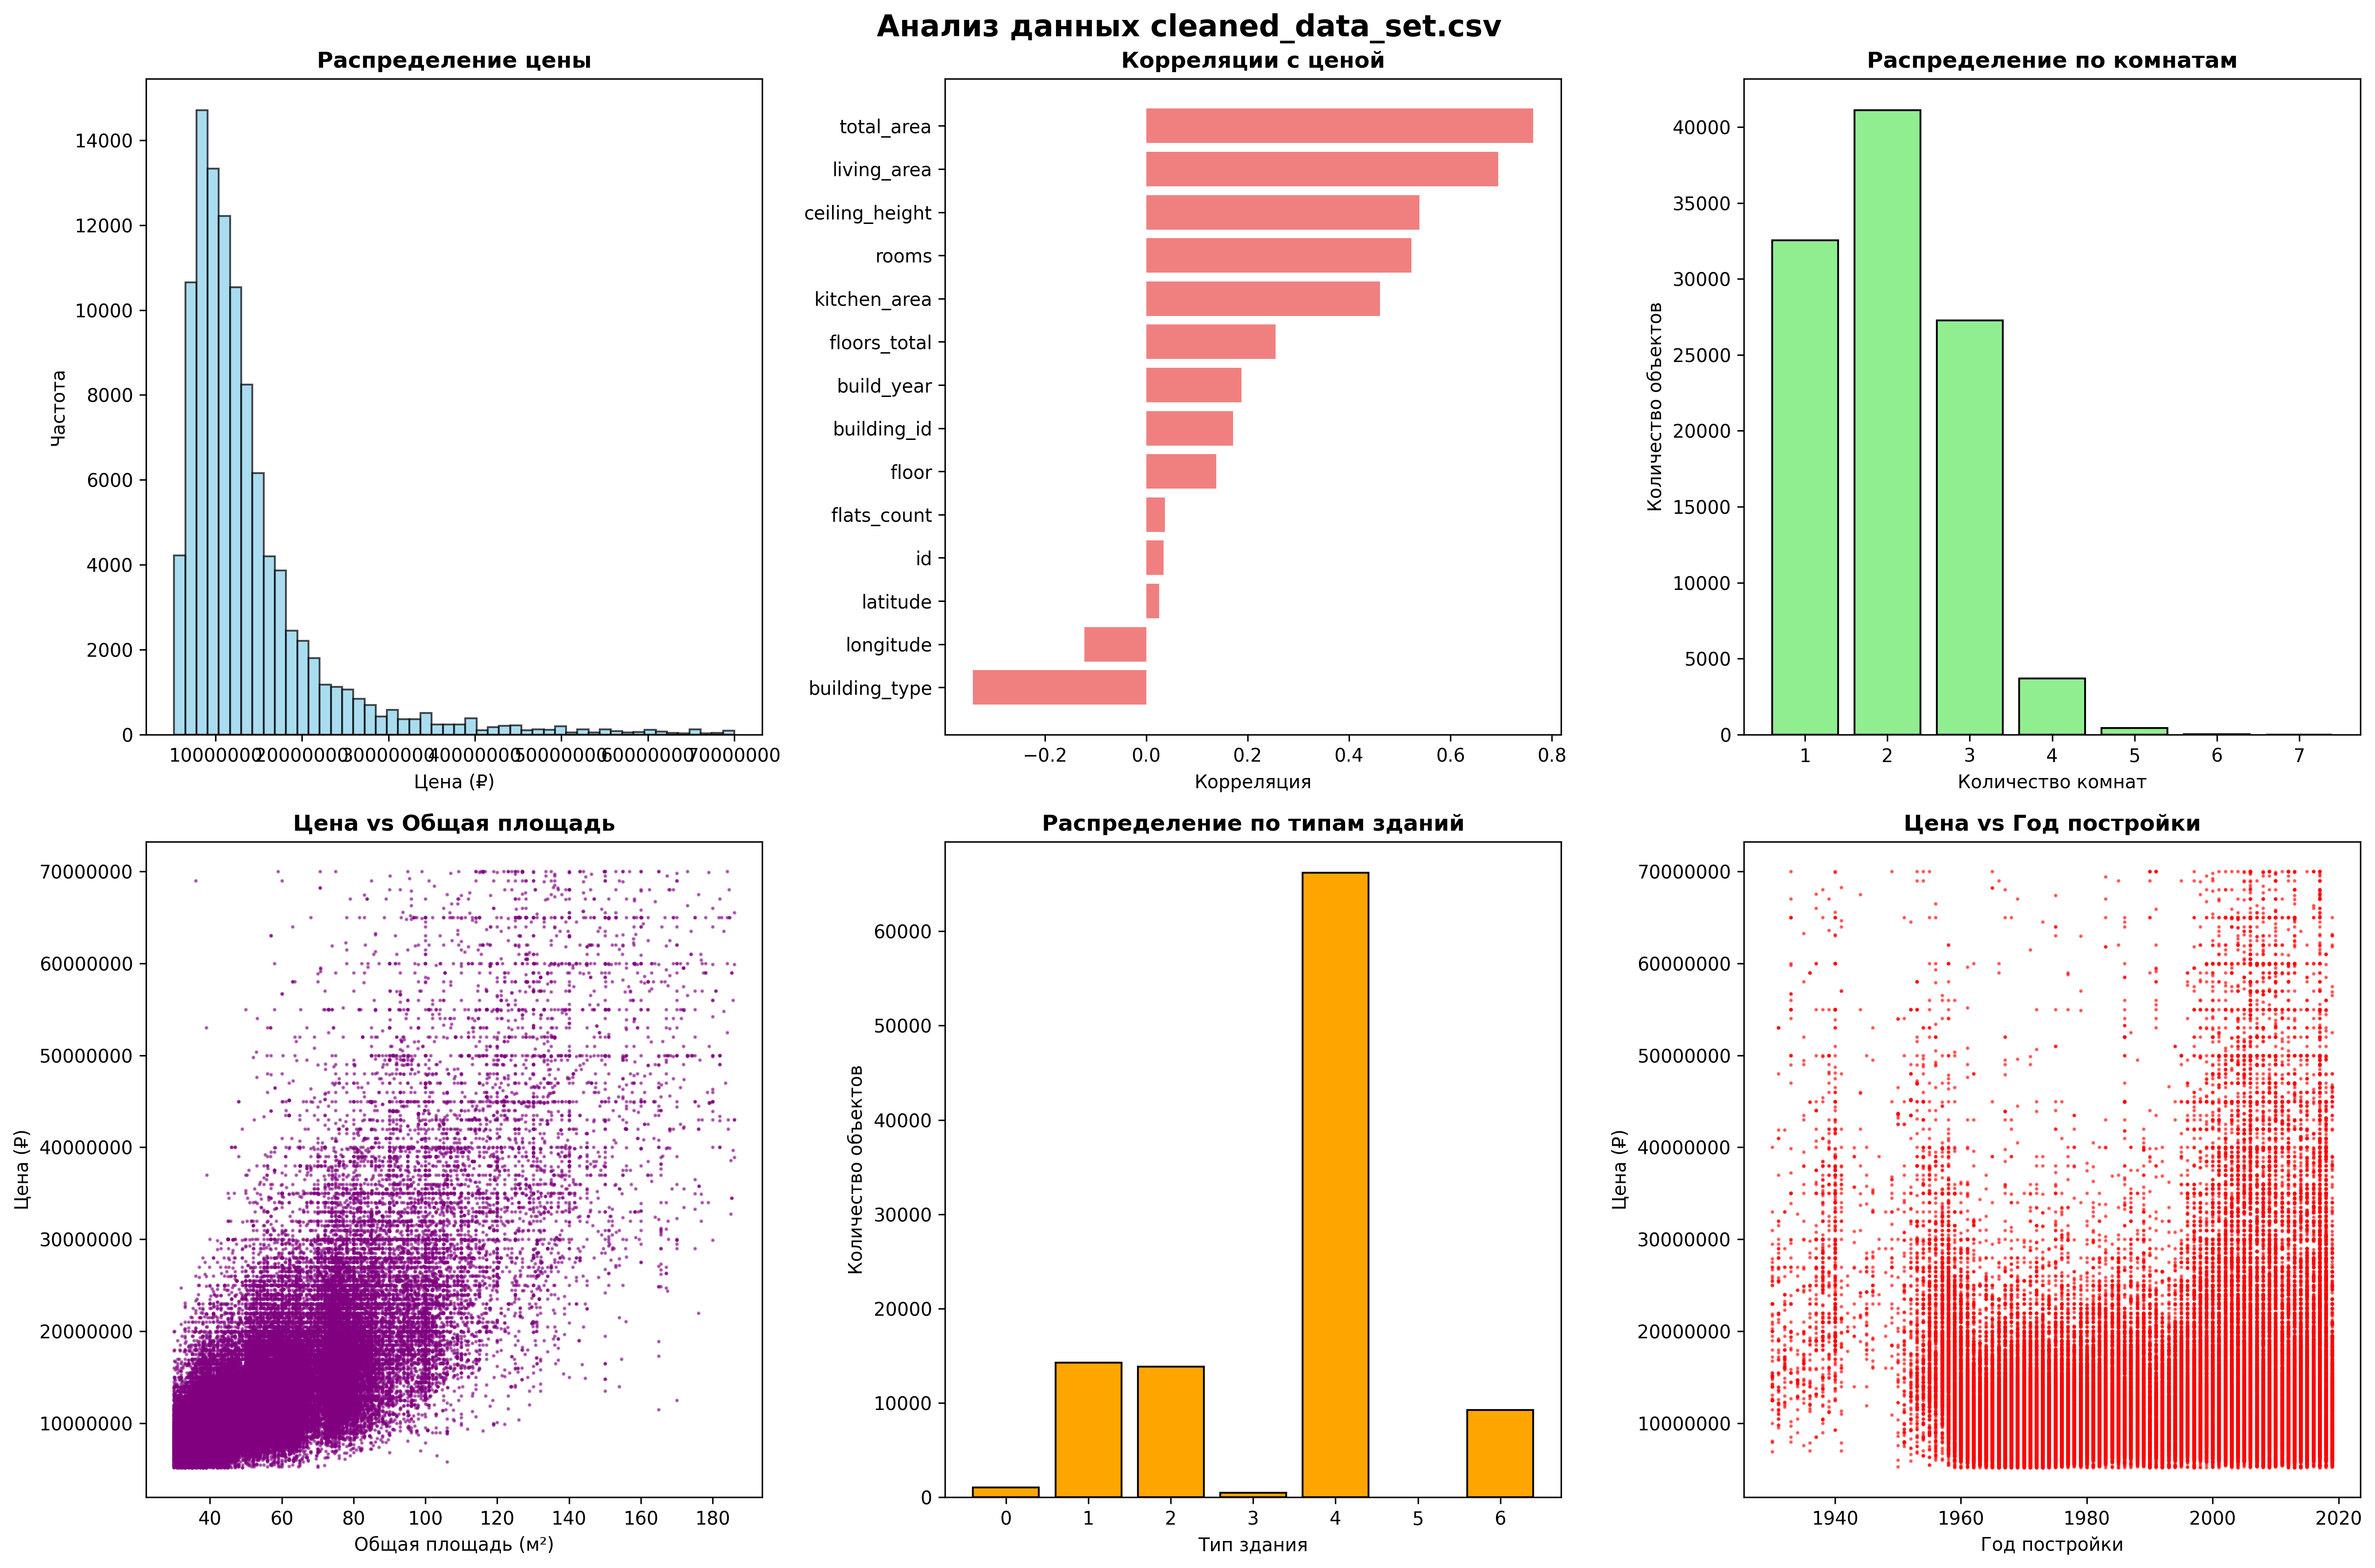 Анализ данных cleaned_data_set.csv
Распределение цены
14000
12000
10000
8000
6000
4000
2000
0
Частота
10000000 20000000 30000000 40000000 50000000 60000000 70000000
Цена (₽)
Корреляции с ценой
total_area
living_area
ceiling_height
rooms
kitchen_area
floors_total
build_year
building_id
floor
flats_count
id
latitude
longitude
building_type
−0.2 0.0 0.2 0.4 0.6 0.8
Корреляция
Распределение по комнатам
40000
35000
30000
25000
20000
15000
10000
5000
0
Количество объектов
1 2 3 4 5 6 7
Количество комнат
Цена vs Общая площадь
70000000
60000000
50000000
40000000
30000000
20000000
10000000
Цена (₽)
40 60 80 100 120 140 160 180
Общая площадь (м²)
Распределение по типам зданий
60000
50000
40000
30000
20000
10000
0
Количество объектов
0 1 2 3 4 5 6
Тип здания
Цена vs Год постройки
70000000
60000000
50000000
40000000
30000000
20000000
10000000
Цена (₽)
1940 1960 1980 2000 2020
Год постройки